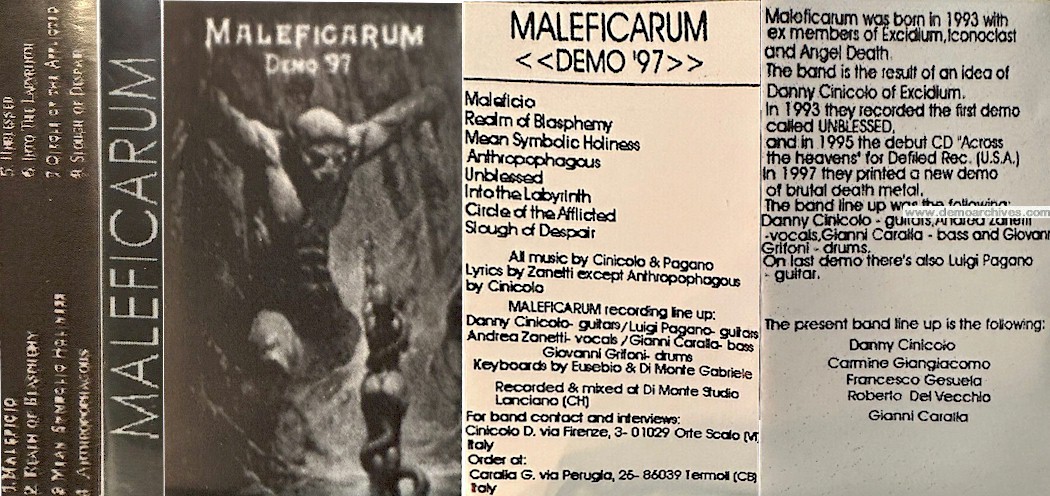 1. MALEFICIO
2. REALM OF BLASPHEMY
3 MEAN SYMBOLIC HOLINESS
4 ANTHROPOPHAGOUS
5. UNBLESSED
6. INTO THE LABYRINTH
7. CIRCLE OF THE AFFLICTED
8. SLOUGH OF DESPAIR
MALEFICARUM
MALEFICARUM
DEMO '97
MALEFICARUM
<<DEMO '97>>
Maleficio
Realm of Blasphemy
Mean Symbolic Holiness
Anthropophagous
Unblessed
Into the Labyrinth
Circle of the Afflicted
Slough of Despair
All music by Cinicolo & Pagano
Lyrics by Zanetti except Anthropophagous
by Cinicolo
MALEFICARUM recording line up:
Danny Cinicolo- guitars/Luigi Pagano- guitars
Andrea Zanetti- vocals /Gianni Caralla- bass
Giovanni Grifoni- drums
Keyboards by Eusebio & Di Monte Gabriele
Recorded & mixed at Di Monte Studio
Lanciano (CH)
For band contact and interviews:
Cinicolo D. via Firenze, 3- 01029 Orte Scalo (VT
Italy
Order at:
Caralla G. via Perugia, 25- 86039 Termoli (CB)
Italy
Maleficarum was born in 1993 with
ex members of Excidium,Iconoclast
and Angel Death.
The band is the result of an idea of
Danny Cinicolo of Excidium.
In 1993 they recorded the first demo
called UNBLESSED,
and in 1995 the debut CD "Across
the heavens" for Defiled Rec. (U.S.A.)
In 1997 they printed a new demo
of brutal death metal.
The band line up was the following:
www.demoarchives.com
Danny Cinicolo - guitars,Andrea Zanetti
-vocals,Gianni Caralla - bass and Giovan
Grifoni - drums.
On last demo there's also Luigi Pagano
- guitar.
The present band line up is the following:
Danny Cinicolo
Carmine Giangiacomo
Francesco Gesuela
Roberto Del Vecchio
Gianni Caralla